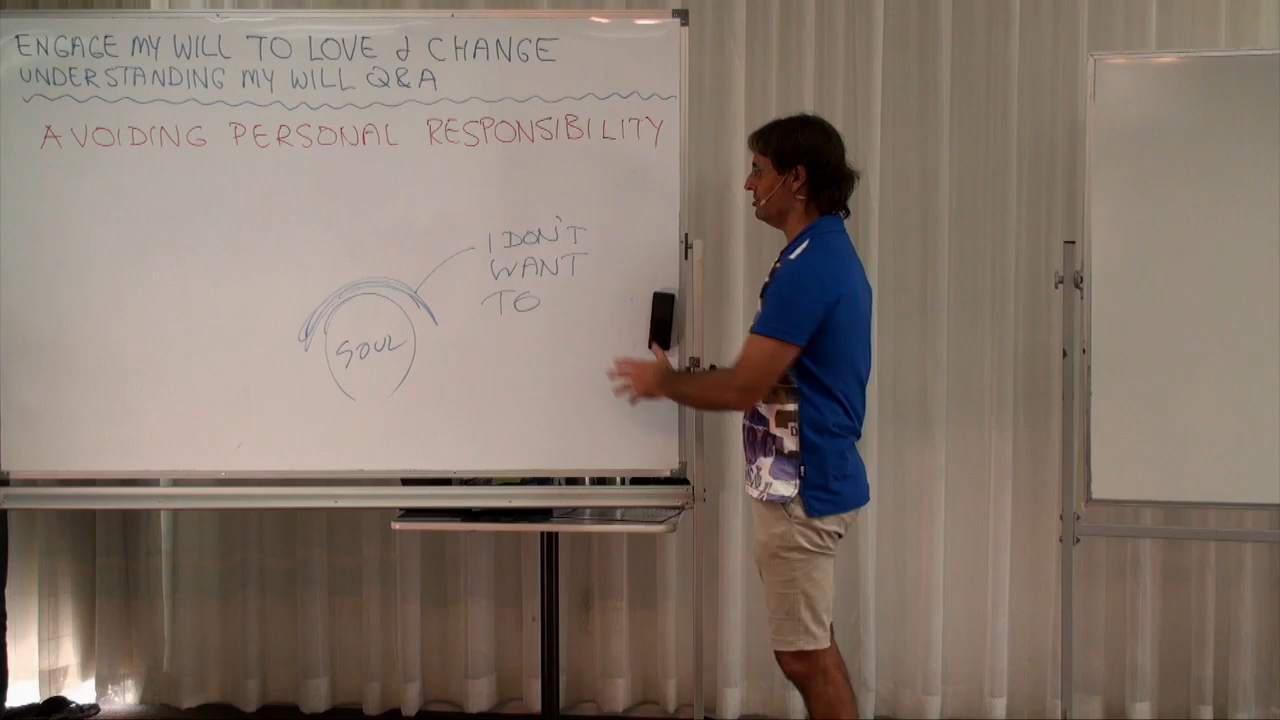 ENGAGE MY WILL TO LOVE & CHANGE
UNDERSTANDING MY WILL Q&A
AVOIDING PERSONAL RESPONSIBILITY
I DON'T
WANT
TO
SOUL